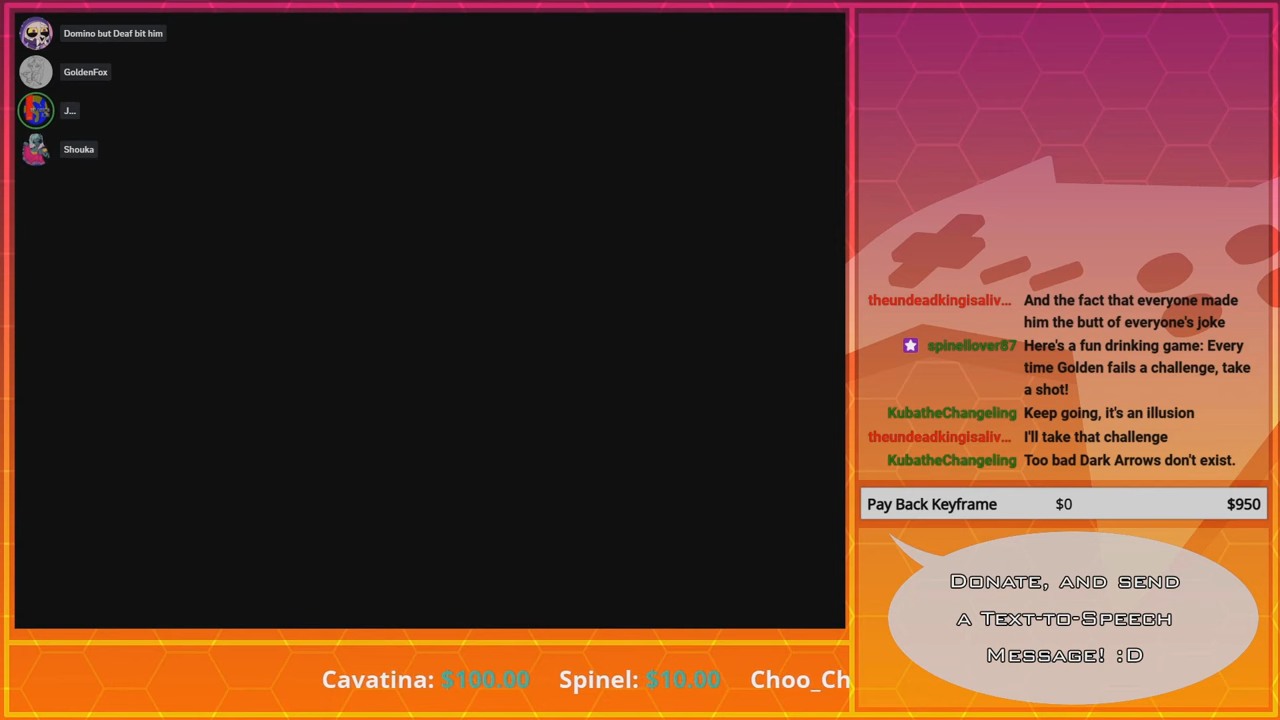 Domino but Deaf bit him
GoldenFox
J...
Shouka
theundeadkingisaliv... And the fact that everyone made
him the butt of everyone's joke
spinellover87 Here's a fun drinking game: Every
time Golden fails a challenge, take
a shot!
KubatheChangeling Keep going, it's an illusion
theundeadkingisaliv... I'll take that challenge
KubatheChangeling Too bad Dark Arrows don't exist.
Pay Back Keyframe $0 $950
Donate, and send
a Text-to-Speech
Message! :D
Cavatina: $100.00 Spinel: $10.00 Choo_Ch